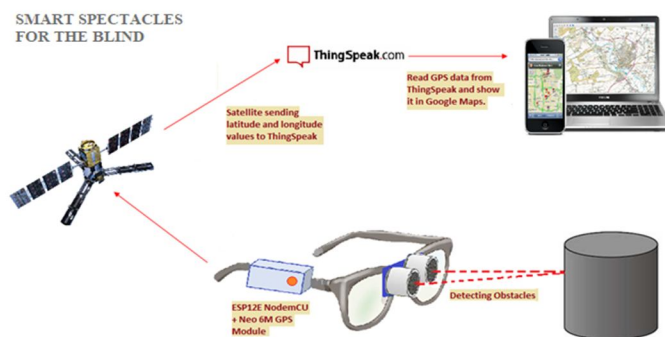 SMART SPECTACLES
FOR THE BLIND
ThingSpeak.com
Satellite sending
latitude and longitude
values to ThingSpeak
Read GPS data from
ThingSpeak and show
it in Google Maps.
ESP12E NodemCU
+ Neo 6M GPS
Module
Detecting Obstacles